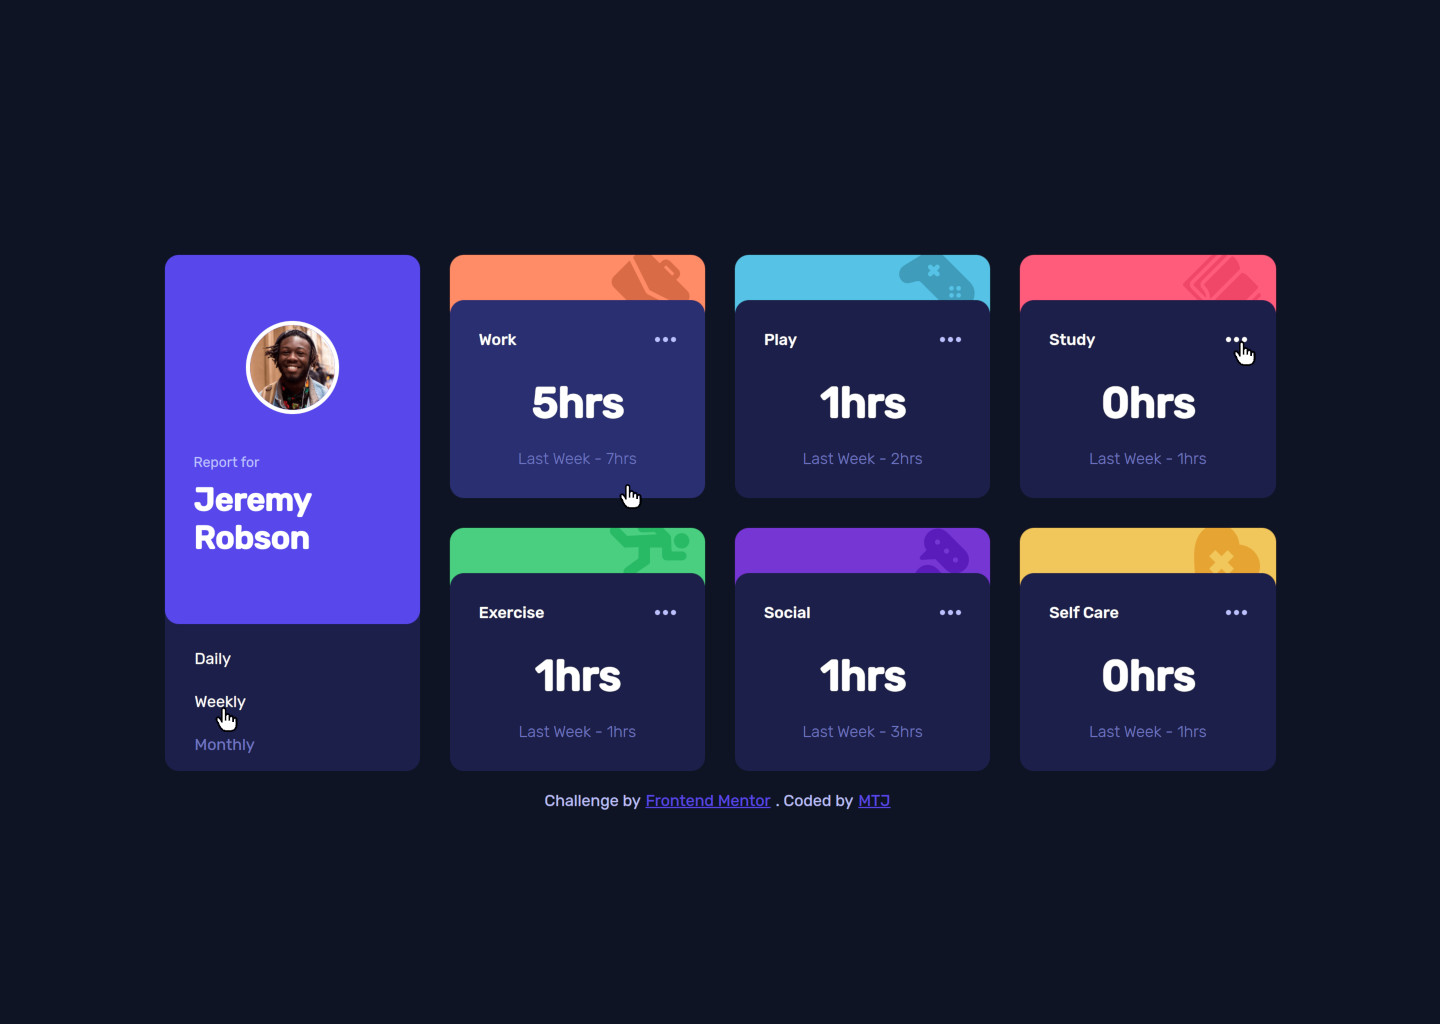 Report for
Jeremy
Robson
Daily
Weekly
Monthly
Work
5hrs
Last Week - 7hrs
Play
1hrs
Last Week - 2hrs
Study
0hrs
Last Week - 1hrs
Exercise
1hrs
Last Week - 1hrs
Social
1hrs
Last Week - 3hrs
Self Care
0hrs
Last Week - 1hrs
Challenge by Frontend Mentor . Coded by MTJ